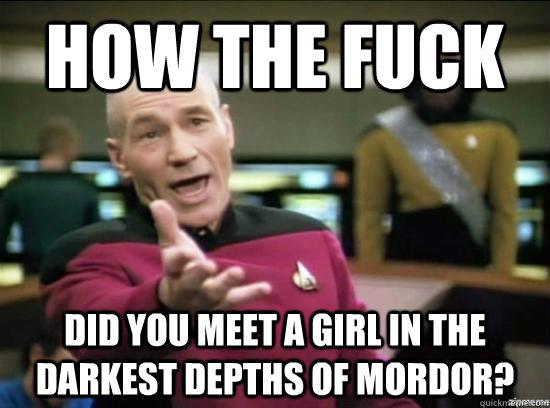 HOW THE FUCK
DID YOU MEET A GIRL IN THE
DARKEST DEPTHS OF MORDOR?